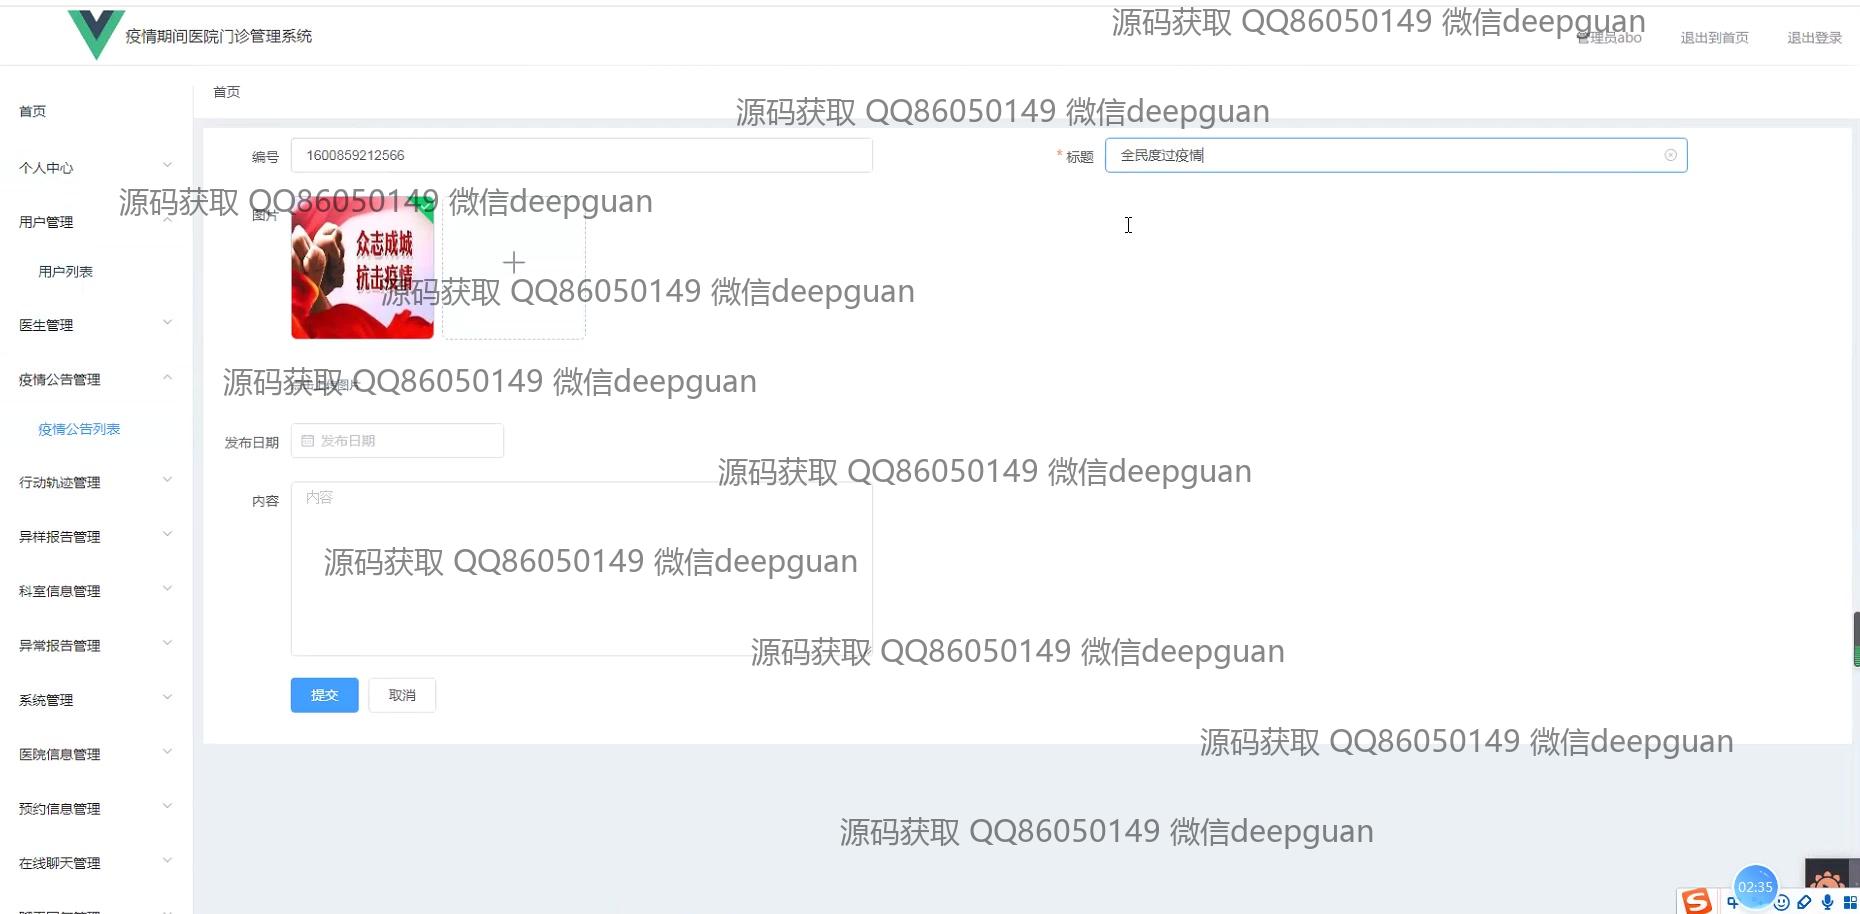 源码获取 QQ86050149 微信deepguan
疫情期间医院门诊管理系统
管理员abo 退出到首页 退出登录
首页
首页
源码获取 QQ86050149 微信deepguan
编号 1600859212566 * 标题 全民度过疫情
个人中心
源码获取 QQ86050149 微信deepguan
图片
用户管理
众志成城
抗击疫情
用户列表
源码获取 QQ86050149 微信deepguan
医生管理
疫情公告管理
源码获取 QQ86050149 微信deepguan
点击上传图片
疫情公告列表
发布日期 发布日期
源码获取 QQ86050149 微信deepguan
行动轨迹管理
内容 内容
异样报告管理
源码获取 QQ86050149 微信deepguan
科室信息管理
异常报告管理
源码获取 QQ86050149 微信deepguan
系统管理
提交 取消
源码获取 QQ86050149 微信deepguan
医院信息管理
预约信息管理
源码获取 QQ86050149 微信deepguan
在线聊天管理
02:35
S